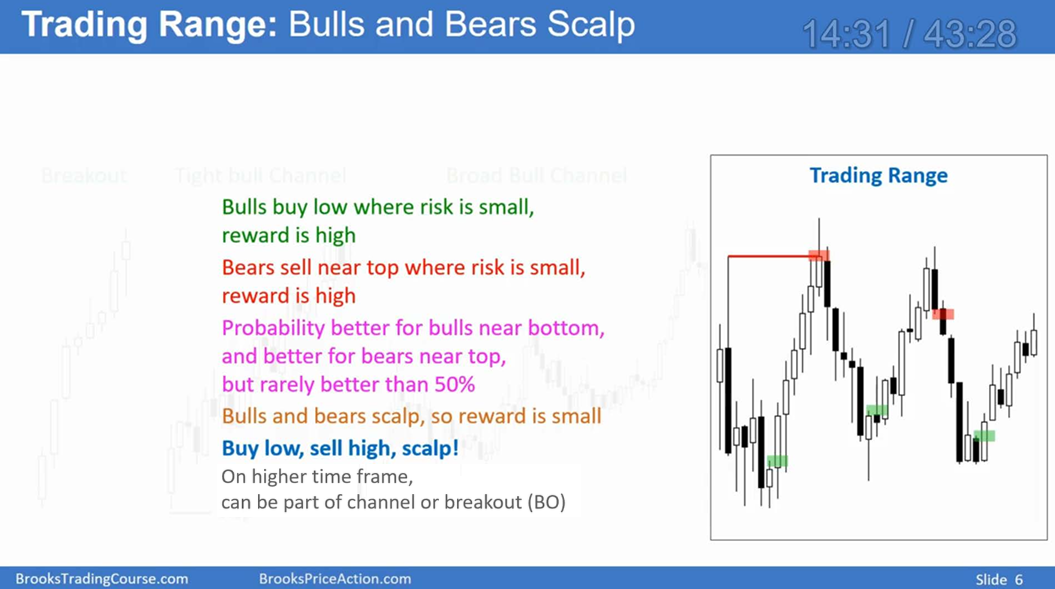 Trading Range: Bulls and Bears Scalp
14:31 / 43:28
Breakout
Tight bull Channel
Broad Bull Channel
Trading Range
Bulls buy low where risk is small,
reward is high
Bears sell near top where risk is small,
reward is high
Probability better for bulls near bottom,
and better for bears near top,
but rarely better than 50%
Bulls and bears scalp, so reward is small
Buy low, sell high, scalp!
On higher time frame,
can be part of channel or breakout (BO)
BrooksTradingCourse.com
BrooksPriceAction.com
Slide 6